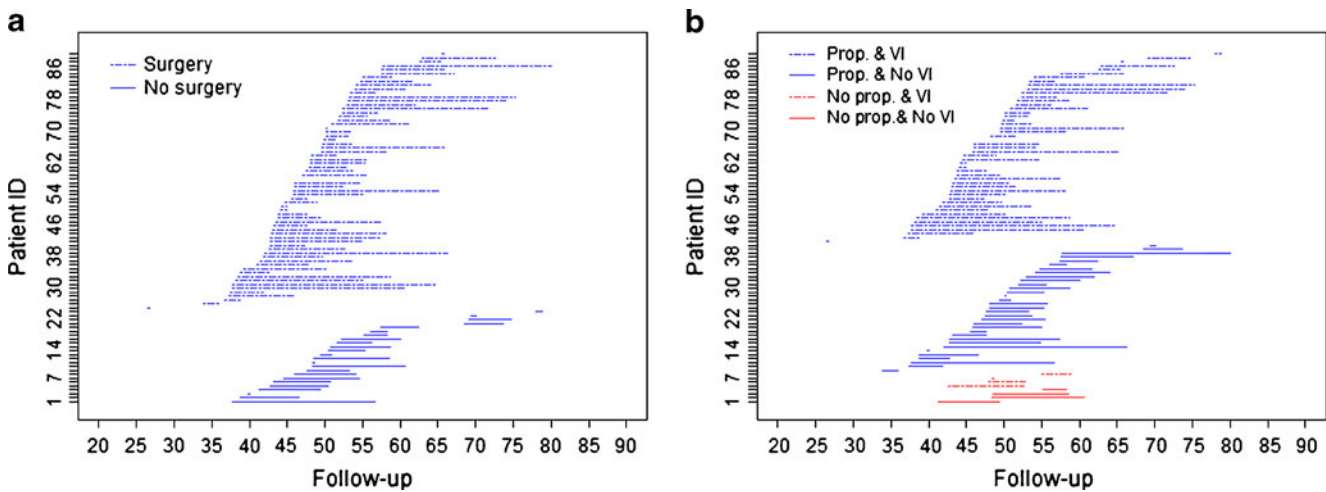 a
Surgery
No surgery
Patient ID
1 7 14 22 30 38 46 54 62 70 78 86
20 25 30 35 40 45 50 55 60 65 70 75 80 85 90
Follow-up
b
Prop. & VI
Prop. & No VI
No prop. & VI
No prop.& No VI
Patient ID
1 7 14 22 30 38 46 54 62 70 78 86
20 25 30 35 40 45 50 55 60 65 70 75 80 85 90
Follow-up